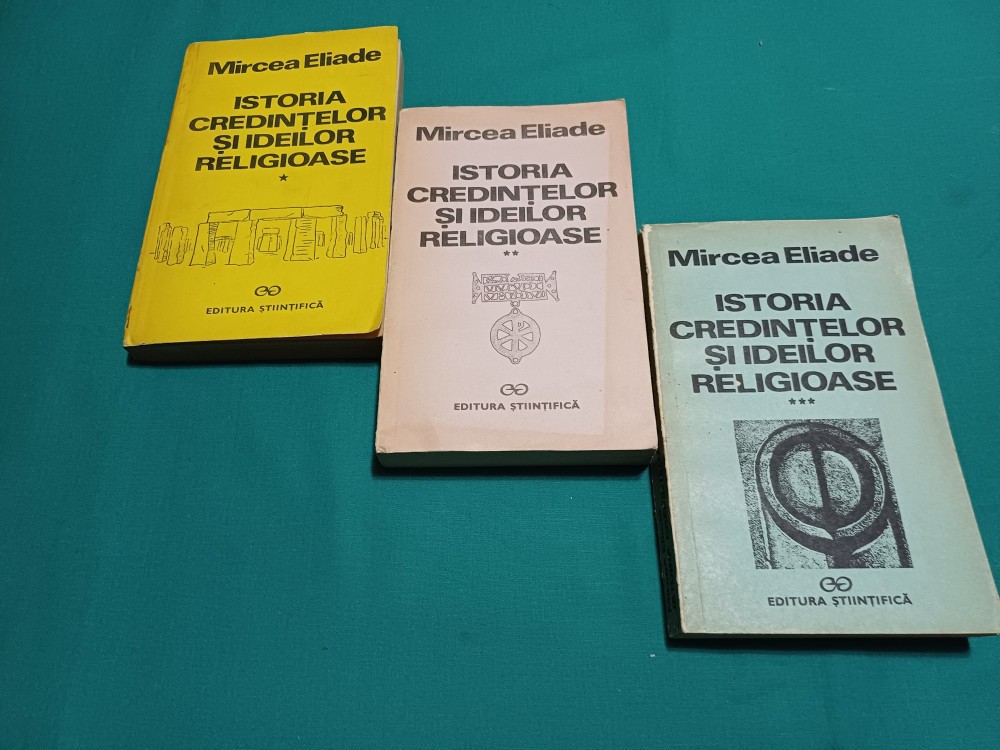 Mircea Eliade
ISTORIA
CREDINȚELOR
ȘI IDEILOR
RELIGIOASE
*
EDITURA ȘTIINȚIFICĂ
Mircea Eliade
ISTORIA
CREDINȚELOR
ȘI IDEILOR
RELIGIOASE
**
EDITURA ȘTIINȚIFICĂ
Mircea Eliade
ISTORIA
CREDINȚELOR
ȘI IDEILOR
RELIGIOASE
***
EDITURA ȘTIINȚIFICĂ